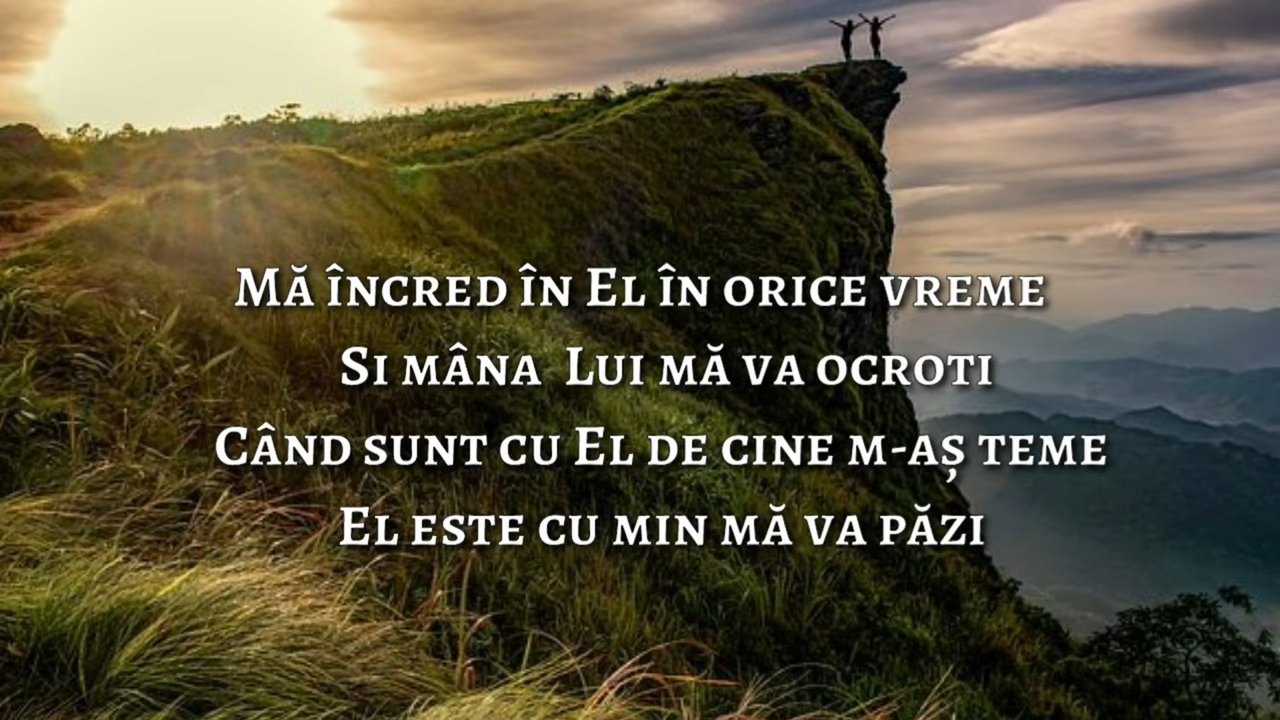 Mă încred în El în orice vreme
Si mâna Lui mă va ocroti
Când sunt cu El de cine m-aș teme
El este cu min mă va păzi